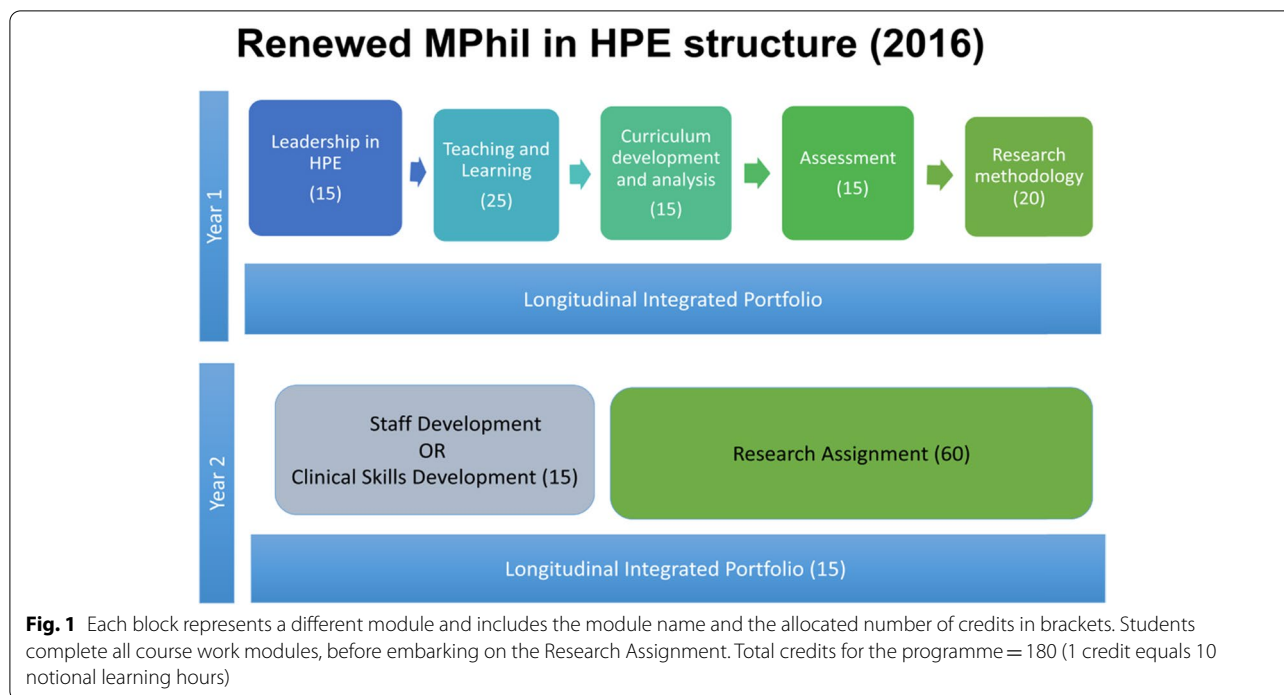 Renewed MPhil in HPE structure (2016)
Year 1
Leadership in
HPE
(15)
Teaching and
Learning
(25)
Curriculum
development
and analysis
(15)
Assessment
(15)
Research
methodology
(20)
Longitudinal Integrated Portfolio
Year 2
Staff Development
OR
Clinical Skills Development (15)
Research Assignment (60)
Longitudinal Integrated Portfolio (15)
Fig. 1 Each block represents a different module and includes the module name and the allocated number of credits in brackets. Students
complete all course work modules, before embarking on the Research Assignment. Total credits for the programme = 180 (1 credit equals 10
notional learning hours)